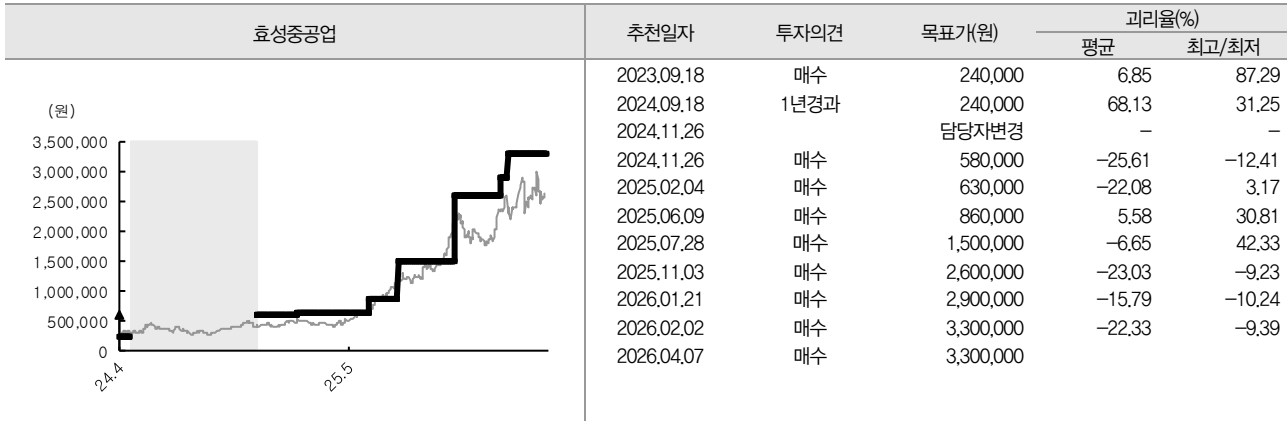 효성중공업
(원)
3,500,000
3,000,000
2,500,000
2,000,000
1,500,000
1,000,000
500,000
0
24.4
25.5
추천일자 투자의견 목표가(원) 괴리율(%)
평균 최고/최저
2023.09.18 매수 240,000 6.85 87.29
2024.09.18 1년경과 240,000 68.13 31.25
2024.11.26 담당자변경 – –
2024.11.26 매수 580,000 –25.61 –12.41
2025.02.04 매수 630,000 –22.08 3.17
2025.06.09 매수 860,000 5.58 30.81
2025.07.28 매수 1,500,000 –6.65 42.33
2025.11.03 매수 2,600,000 –23.03 –9.23
2026.01.21 매수 2,900,000 –15.79 –10.24
2026.02.02 매수 3,300,000 –22.33 –9.39
2026.04.07 매수 3,300,000